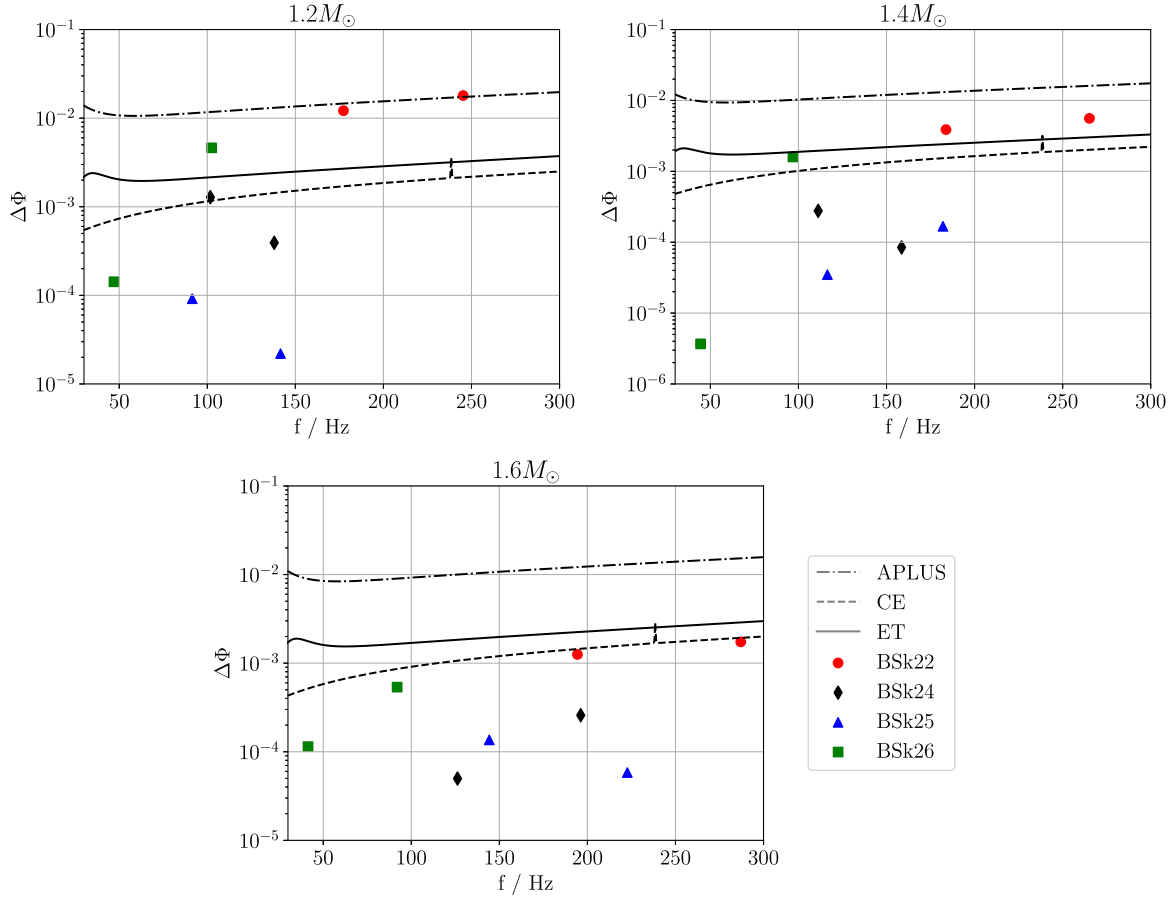 1.2M⊙
10⁻¹
10⁻²
10⁻³
10⁻⁴
10⁻⁵
ΔΦ
50 100 150 200 250 300
f / Hz
1.4M⊙
10⁻¹
10⁻²
10⁻³
10⁻⁴
10⁻⁵
10⁻⁶
ΔΦ
50 100 150 200 250 300
f / Hz
1.6M⊙
10⁻¹
10⁻²
10⁻³
10⁻⁴
10⁻⁵
ΔΦ
50 100 150 200 250 300
f / Hz
APLUS
CE
ET
BSk22
BSk24
BSk25
BSk26